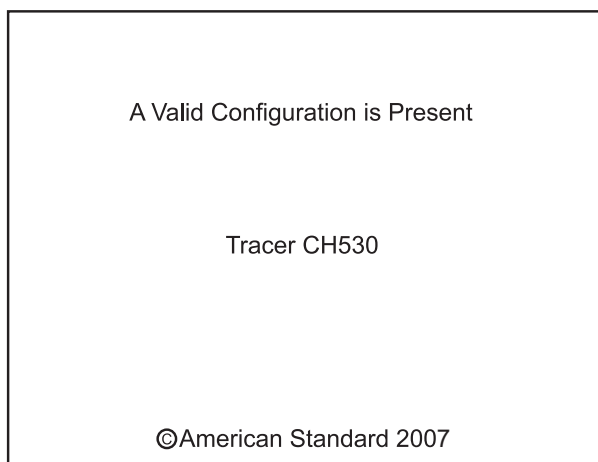 A Valid Configuration is Present
Tracer CH530
©American Standard 2007